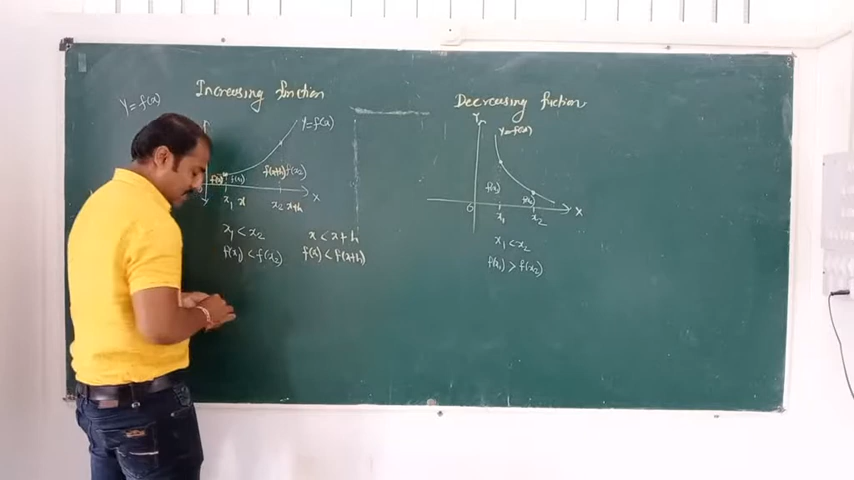 Increasing function
Y = f(x)
Y = f(x)
f(x) f(x₁) f(x+h) f(x₂)
x₁ x x₂ x+h X
x₁ < x₂ x < x + h
f(x₁) < f(x₂) f(x) < f(x+h)
Decreasing function
Y
Y = f(x)
f(x₁) f(x₂)
O x₁ x₂ X
x₁ < x₂
f(x₁) > f(x₂)